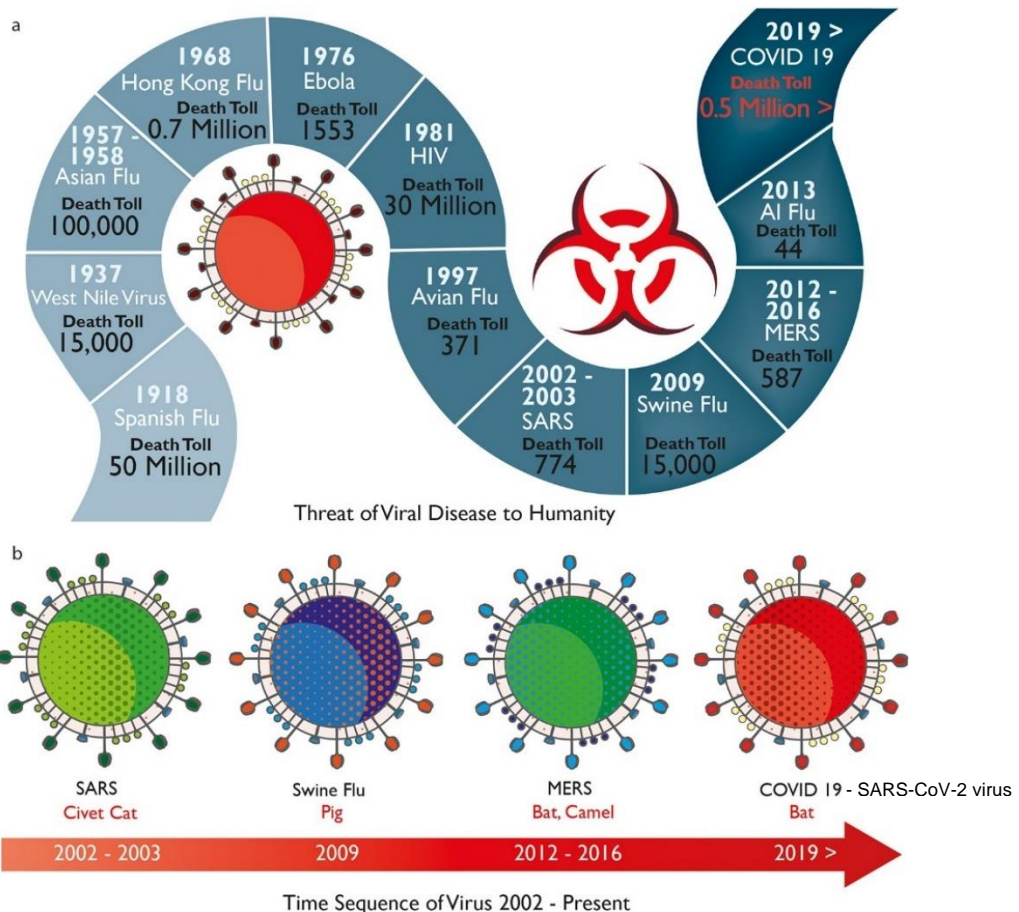 a
1918
Spanish Flu
Death Toll
50 Million
1937
West Nile Virus
Death Toll
15,000
1957 -
1958
Asian Flu
Death Toll
100,000
1968
Hong Kong Flu
Death Toll
0.7 Million
1976
Ebola
Death Toll
1553
1981
HIV
Death Toll
30 Million
1997
Avian Flu
Death Toll
371
2002 -
2003
SARS
Death Toll
774
2009
Swine Flu
Death Toll
15,000
2012 -
2016
MERS
Death Toll
587
2013
AI Flu
Death Toll
44
2019 >
COVID 19
Death Toll
0.5 Million >
Threat of Viral Disease to Humanity
b
SARS
Civet Cat
Swine Flu
Pig
MERS
Bat, Camel
COVID 19 - SARS-CoV-2 virus
Bat
2002 - 2003
2009
2012 - 2016
2019 >
Time Sequence of Virus 2002 - Present